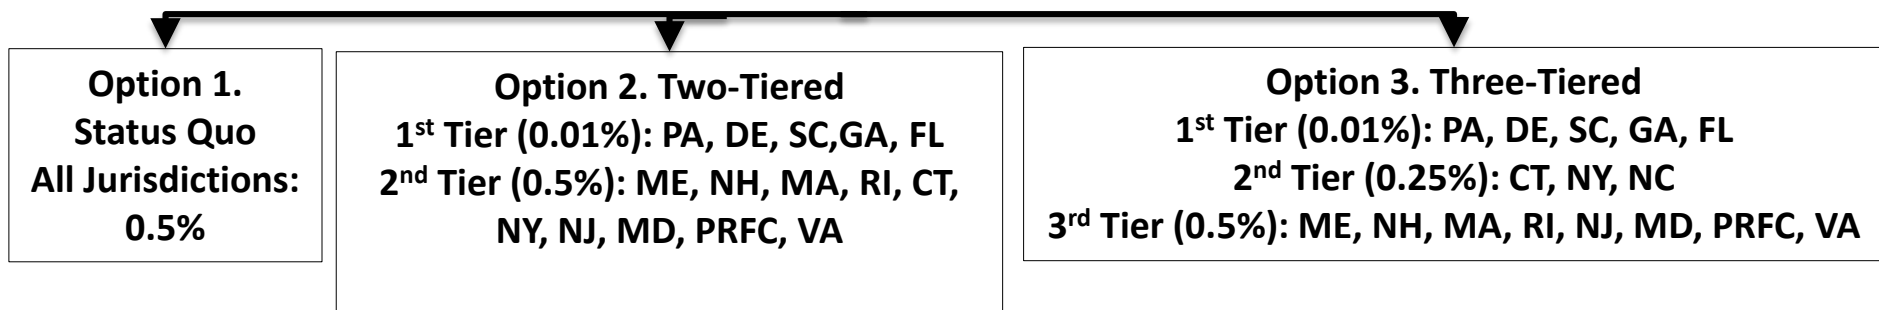 Option 1.
Status Quo
All Jurisdictions:
0.5%
Option 2. Two-Tiered
1st Tier (0.01%): PA, DE, SC,GA, FL
2nd Tier (0.5%): ME, NH, MA, RI, CT,
NY, NJ, MD, PRFC, VA
Option 3. Three-Tiered
1st Tier (0.01%): PA, DE, SC, GA, FL
2nd Tier (0.25%): CT, NY, NC
3rd Tier (0.5%): ME, NH, MA, RI, NJ, MD, PRFC, VA